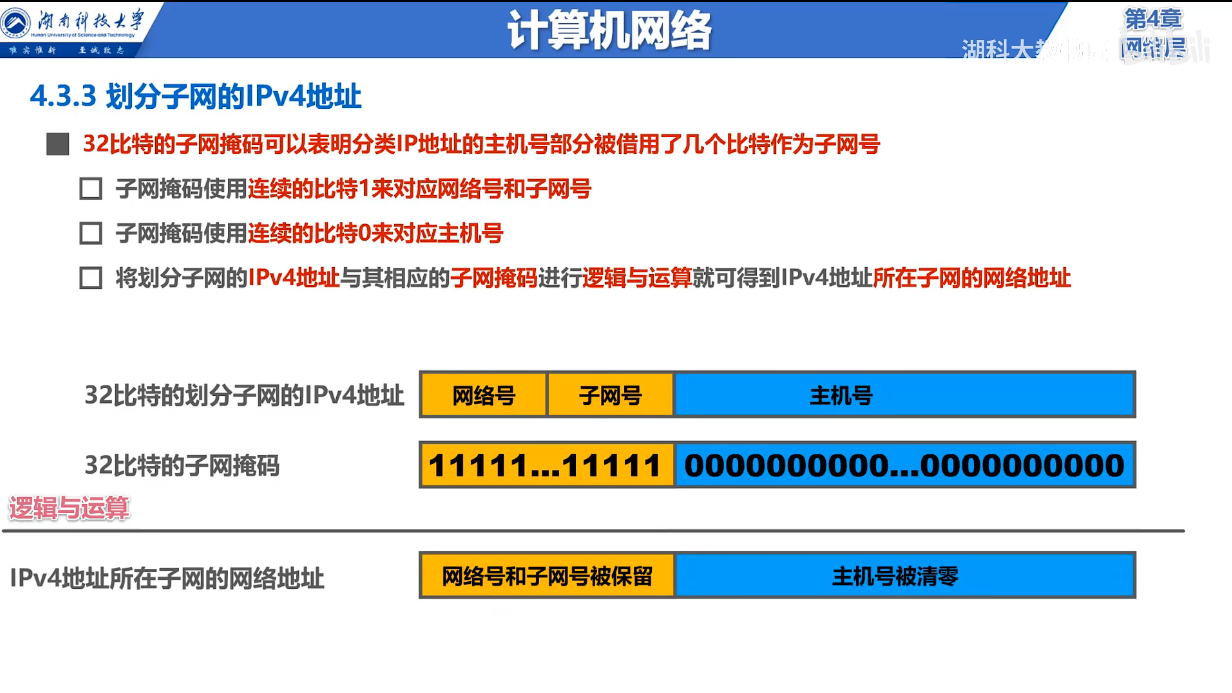 湖南科技大学
Hunan University of Science and Technology
唯实惟新 至诚致志
计算机网络
第4章
网络层
湖科大教
4.3.3 划分子网的IPv4地址
32比特的子网掩码可以表明分类IP地址的主机号部分被借用了几个比特作为子网号
子网掩码使用连续的比特1来对应网络号和子网号
子网掩码使用连续的比特0来对应主机号
将划分子网的IPv4地址与其相应的子网掩码进行逻辑与运算就可得到IPv4地址所在子网的网络地址
32比特的划分子网的IPv4地址 网络号 子网号 主机号
32比特的子网掩码 11111...11111 0000000000...0000000000
逻辑与运算
IPv4地址所在子网的网络地址 网络号和子网号被保留 主机号被清零